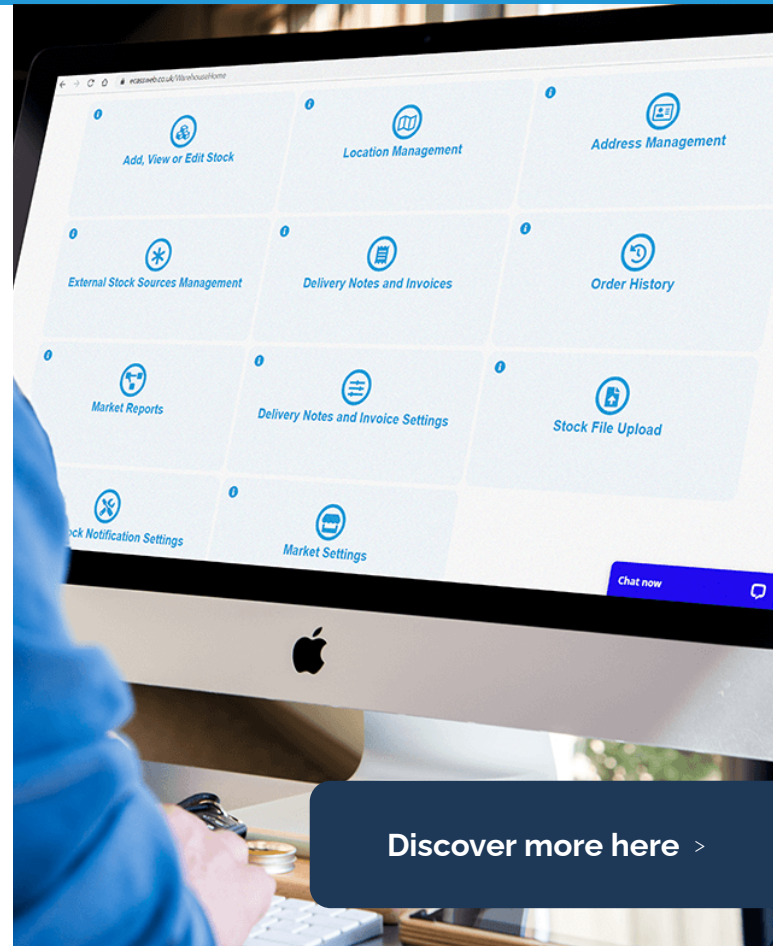 ecassweb.co.uk/WarehouseHome
Add, View or Edit Stock
Location Management
Address Management
External Stock Sources Management
Delivery Notes and Invoices
Order History
Market Reports
Delivery Notes and Invoice Settings
Stock File Upload
ock Notification Settings
Market Settings
Chat now
Discover more here >